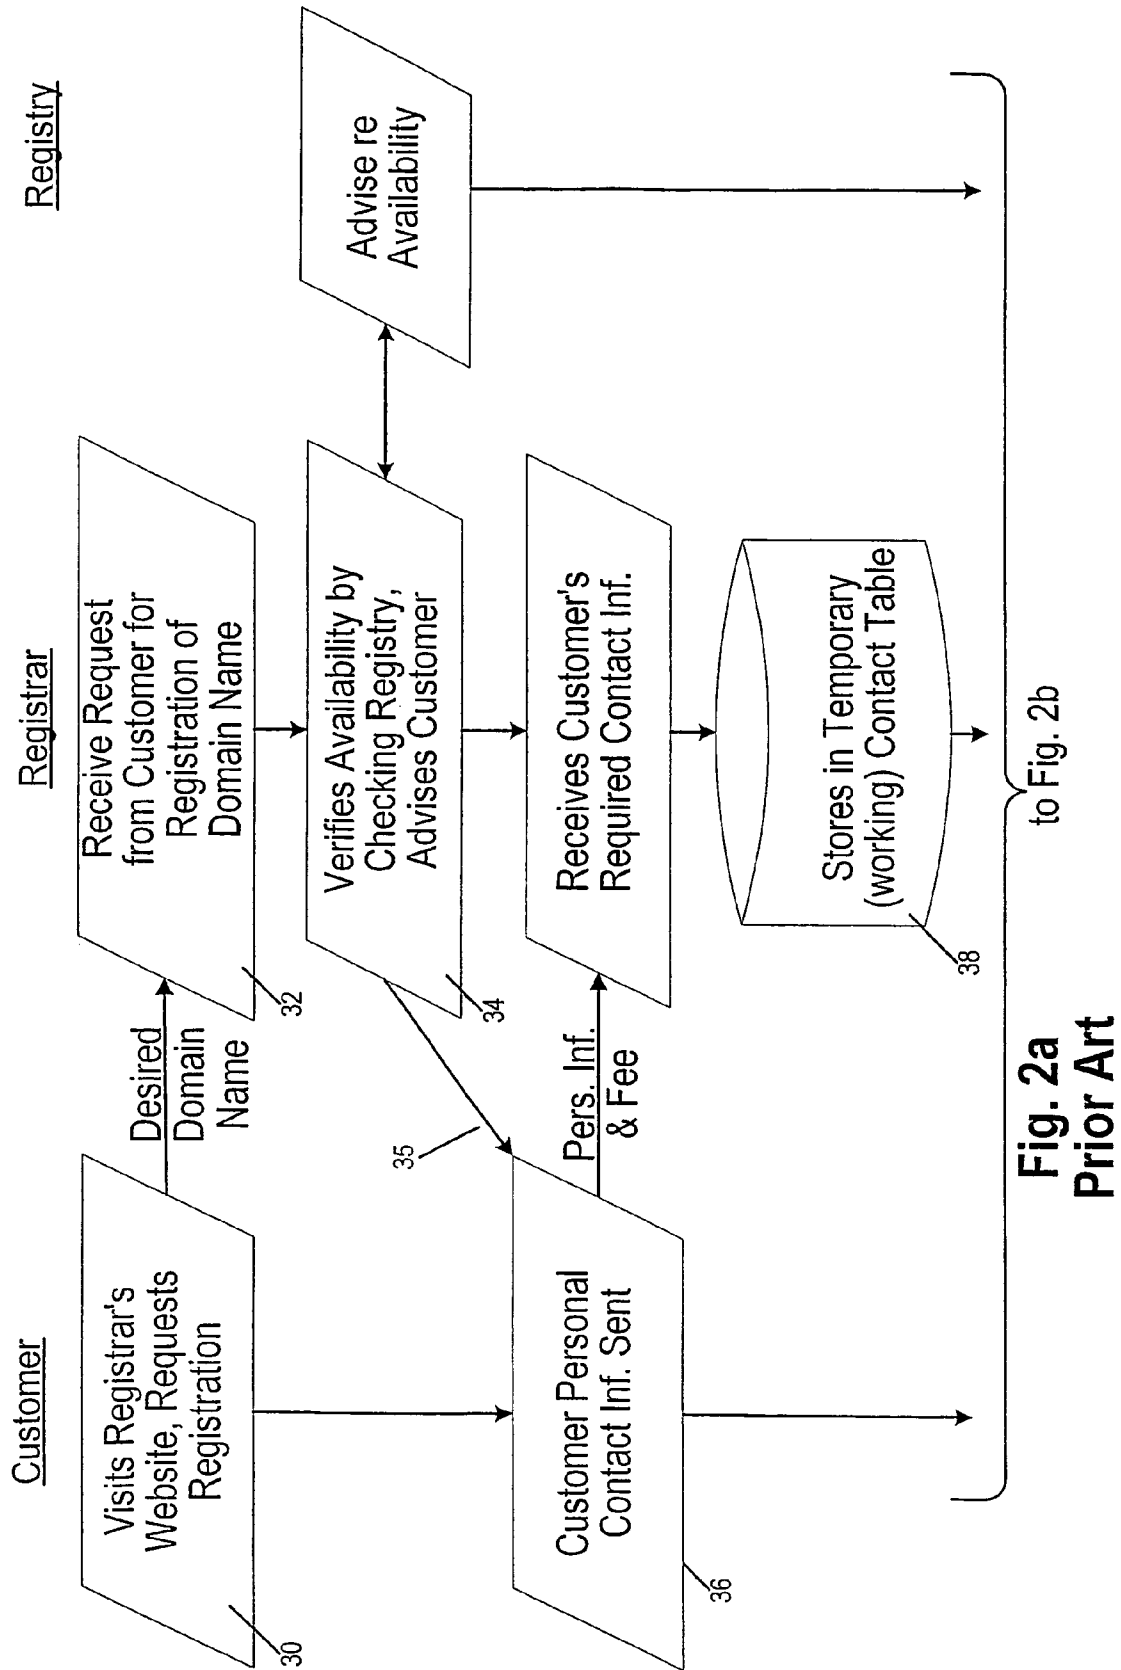 Customer
Registrar
Registry
Visits Registrar's
Website, Requests
Registration
30
Desired
Domain
Name
Receive Request
from Customer for
Registration of
Domain Name
32
Verifies Availability by
Checking Registry,
Advises Customer
34
Advise re
Availability
35
Customer Personal
Contact Inf. Sent
36
Pers. Inf.
& Fee
Receives Customer's
Required Contact Inf.
Stores in Temporary
(working) Contact Table
38
to Fig. 2b
Fig. 2a
Prior Art